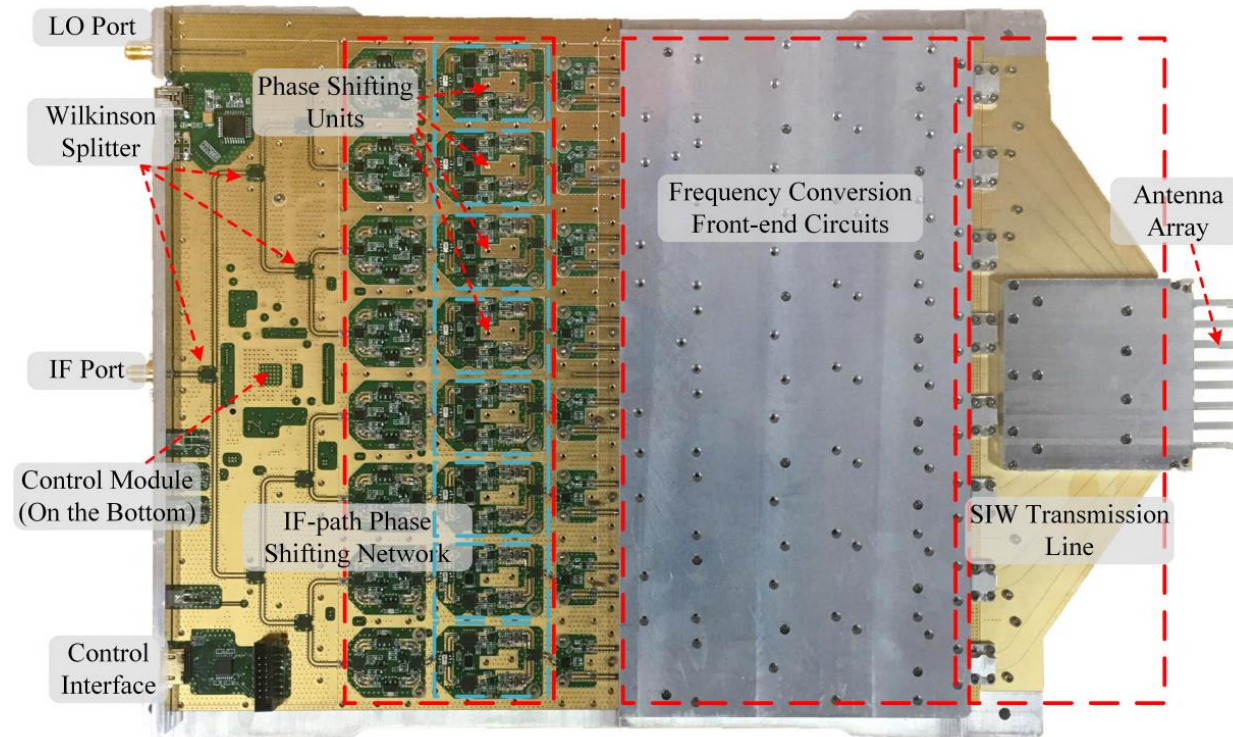 LO Port
Phase Shifting
Units
Wilkinson
Splitter
Frequency Conversion
Front-end Circuits
Antenna
Array
IF Port
Control Module
(On the Bottom)
IF-path Phase
Shifting Network
SIW Transmission
Line
Control
Interface